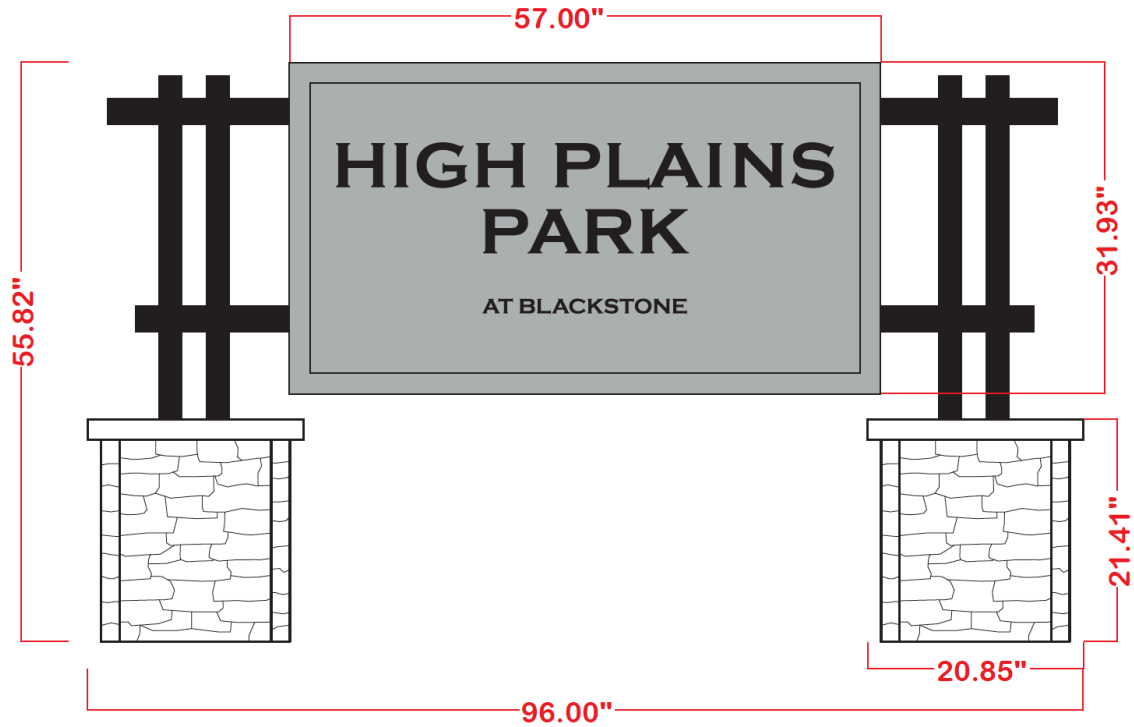 57.00"
HIGH PLAINS
PARK
AT BLACKSTONE
31.93"
55.82"
21.41"
20.85"
96.00"